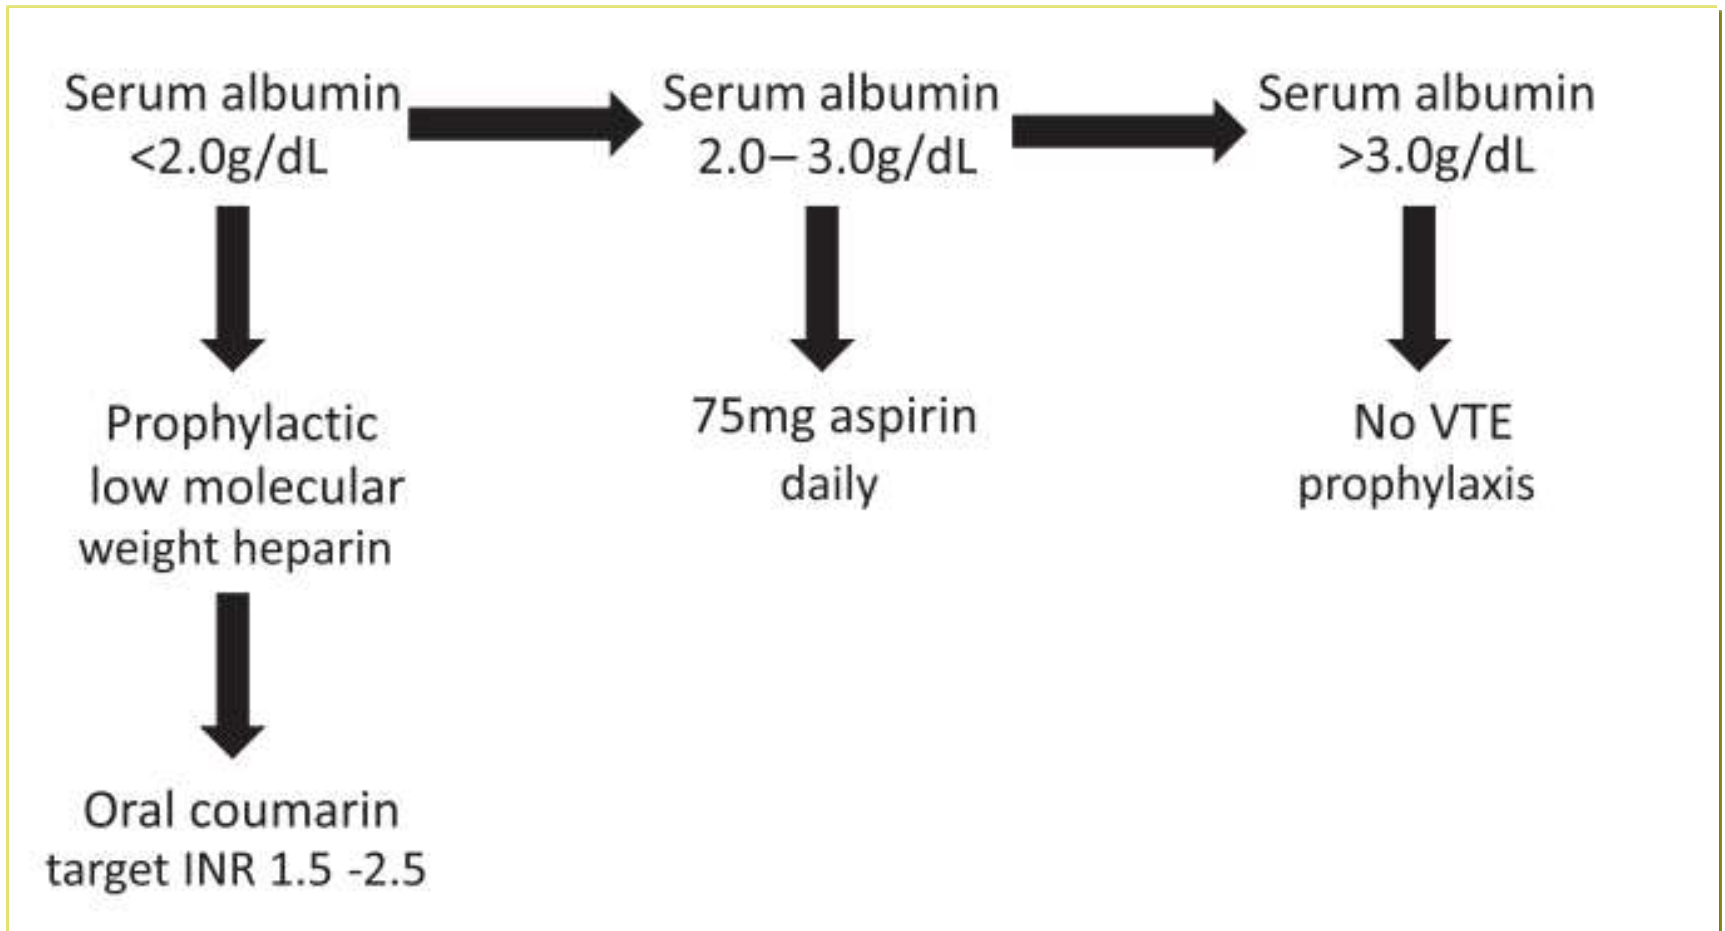 Serum albumin
<2.0g/dL
Serum albumin
2.0– 3.0g/dL
Serum albumin
>3.0g/dL
Prophylactic
low molecular
weight heparin
75mg aspirin
daily
No VTE
prophylaxis
Oral coumarin
target INR 1.5 -2.5